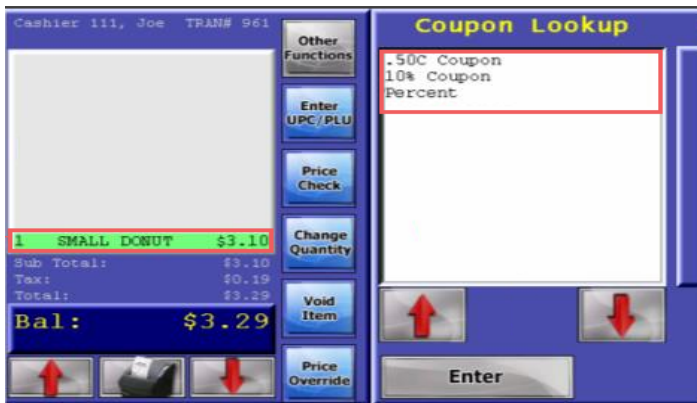 Cashier 111, Joe TRAN# 961
1 SMALL DONUT $3.10
Sub Total: $3.10
Tax: $0.19
Total: $3.29
Bal: $3.29
Other
Functions
Enter
UPC/PLU
Price
Check
Change
Quantity
Void
Item
Price
Override
Coupon Lookup
.50C Coupon
10% Coupon
Percent
Enter